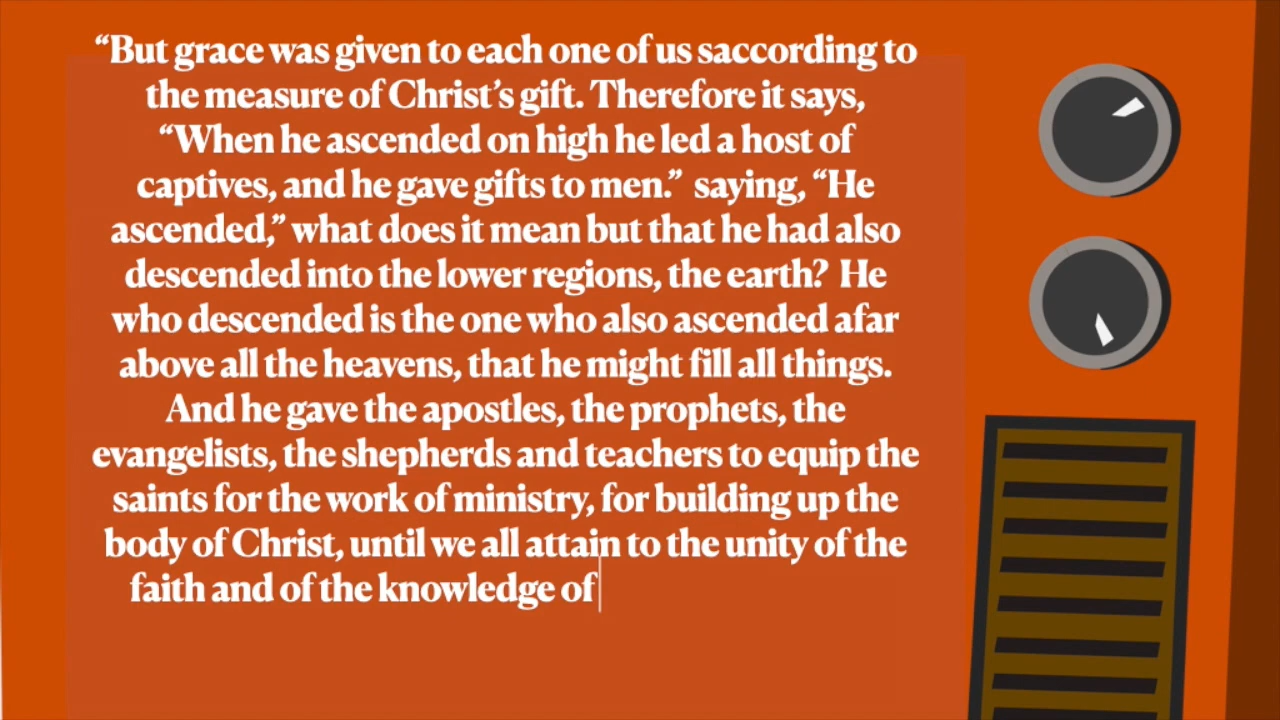 “But grace was given to each one of us saccording to
the measure of Christ’s gift. Therefore it says,
“When he ascended on high he led a host of
captives, and he gave gifts to men.”  saying, “He
ascended,” what does it mean but that he had also
descended into the lower regions, the earth?  He
who descended is the one who also ascended afar
above all the heavens, that he might fill all things.
And he gave the apostles, the prophets, the
evangelists, the shepherds and teachers to equip the
saints for the work of ministry, for building up the
body of Christ, until we all attain to the unity of the
faith and of the knowledge of